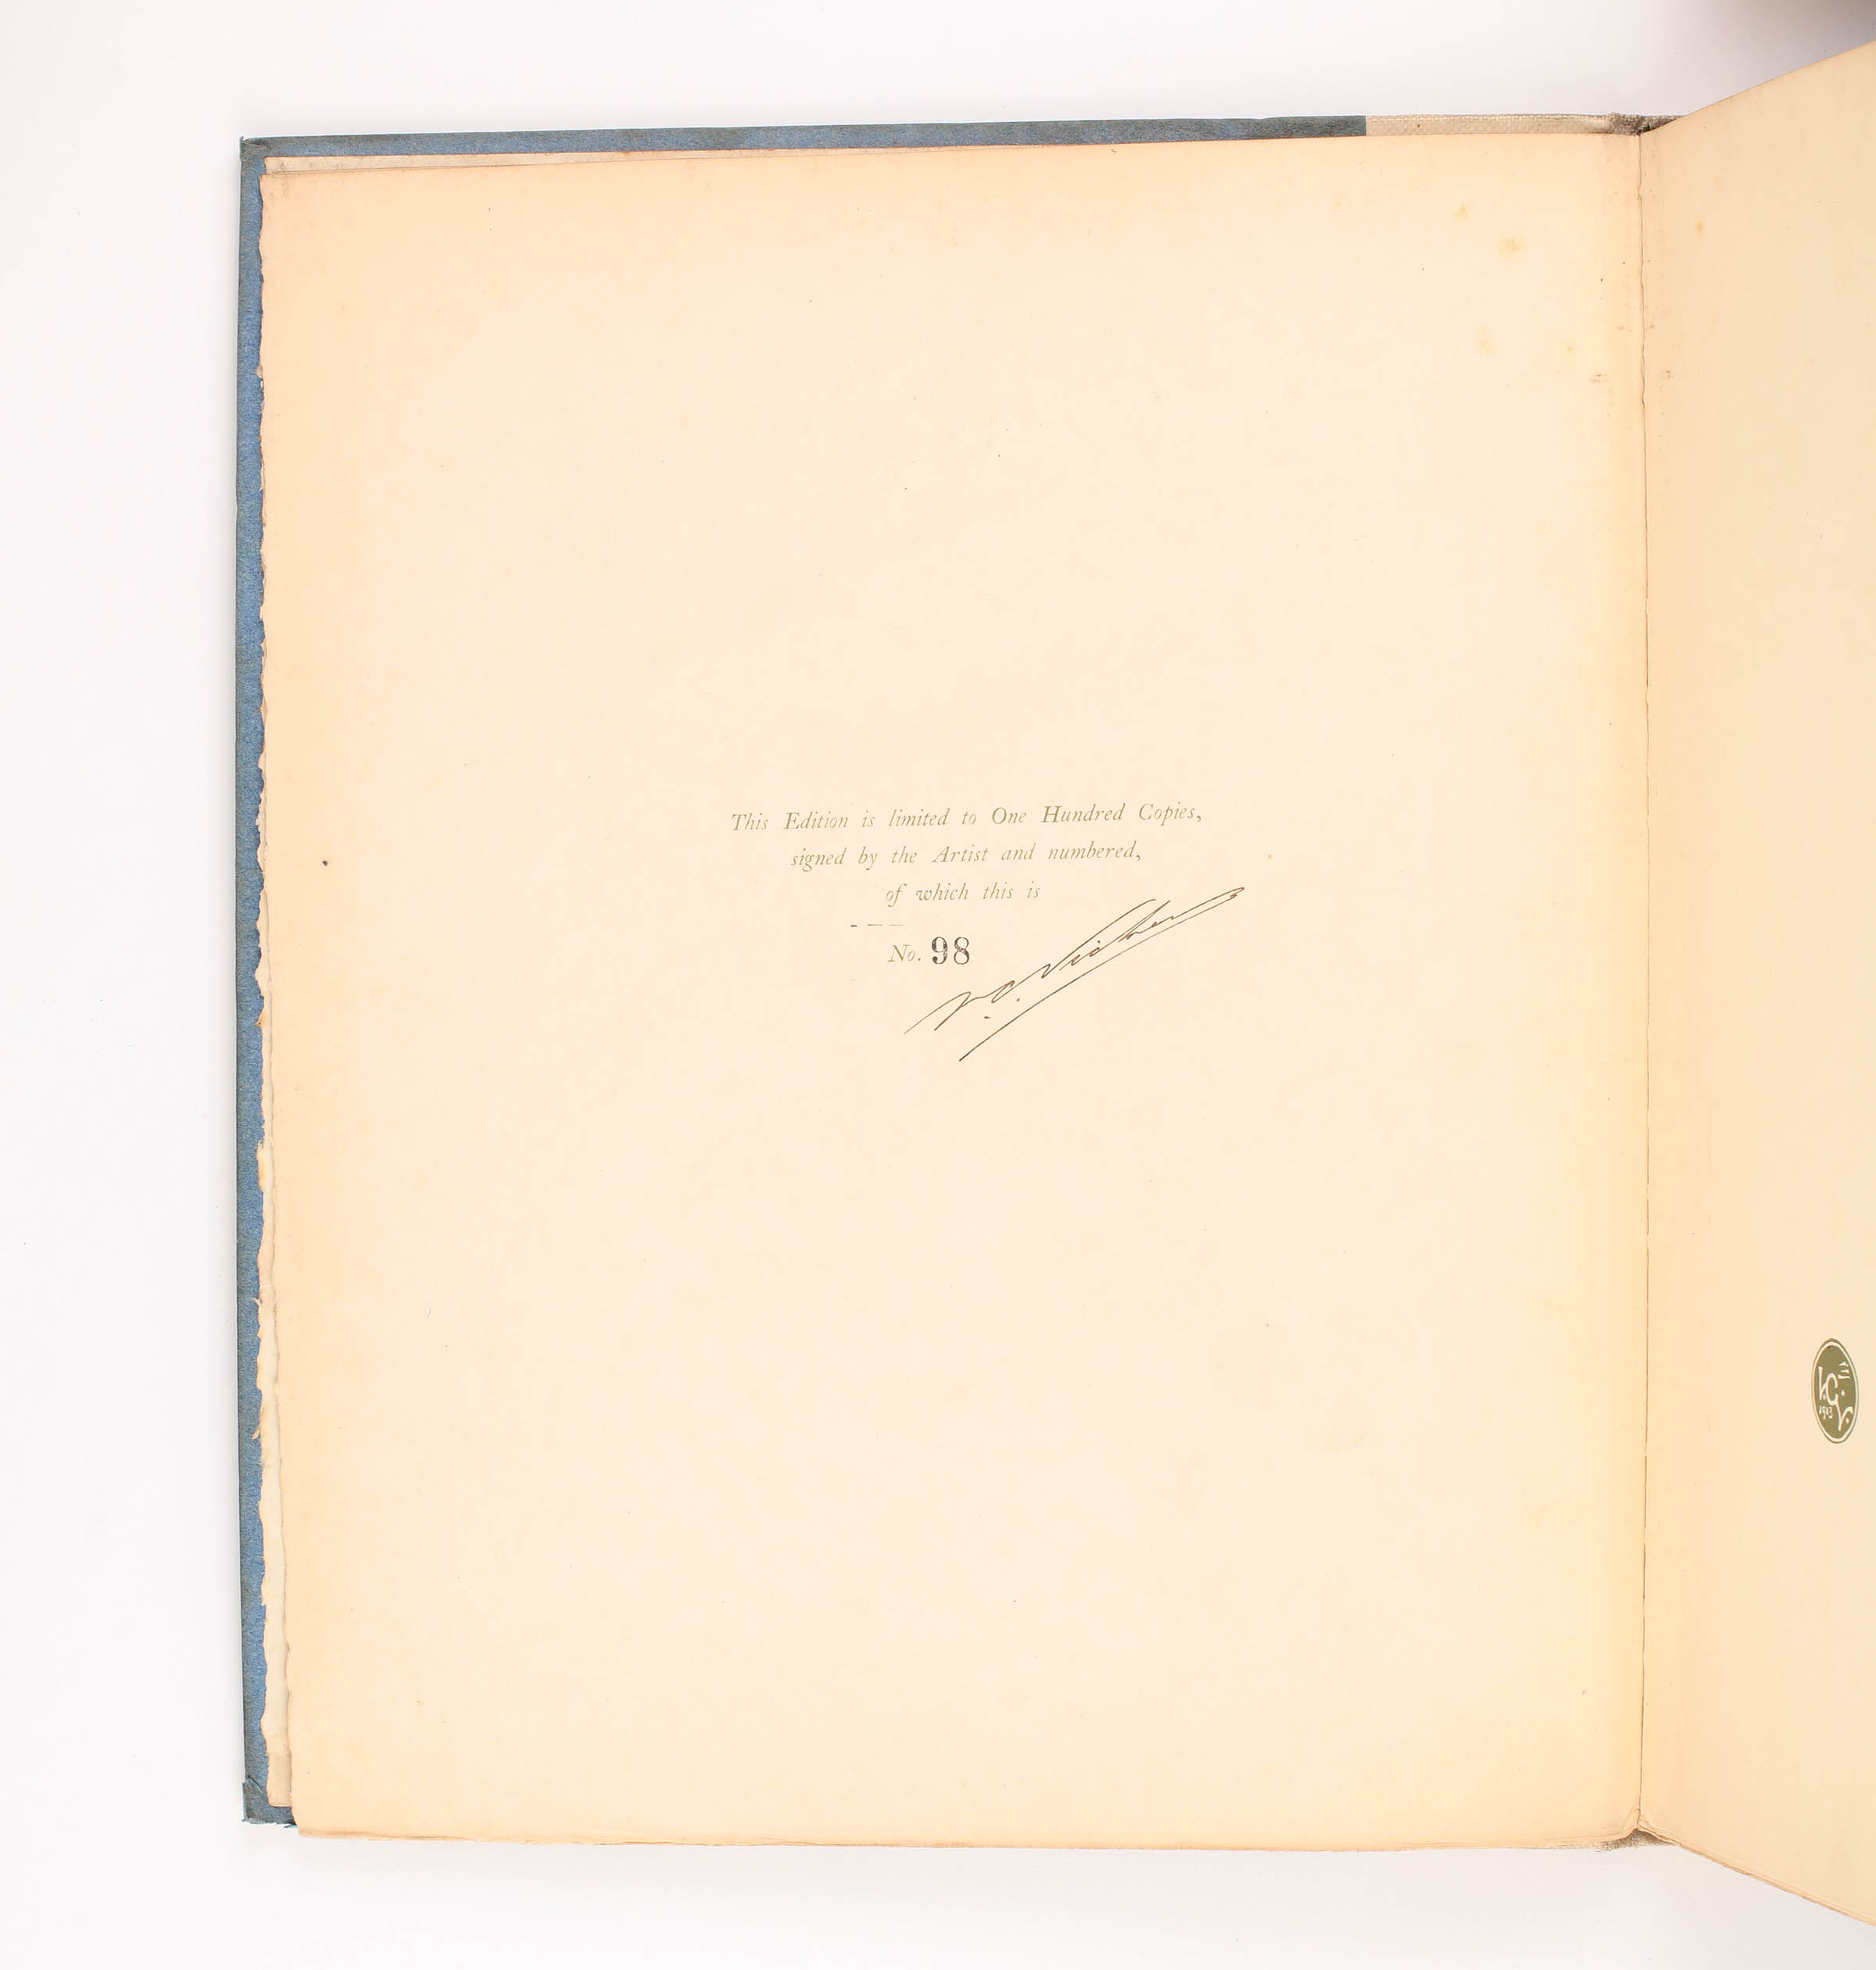 This Edition is limited to One Hundred Copies,
signed by the Artist and numbered,
of which this is
No. 98
1913